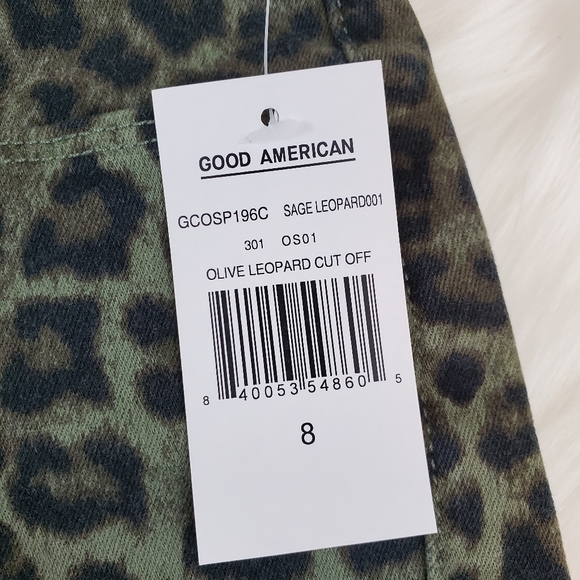 GOOD AMERICAN
GCOSP196C SAGE LEOPARD001
301 OS01
OLIVE LEOPARD CUT OFF
8 40053 54860 5
8